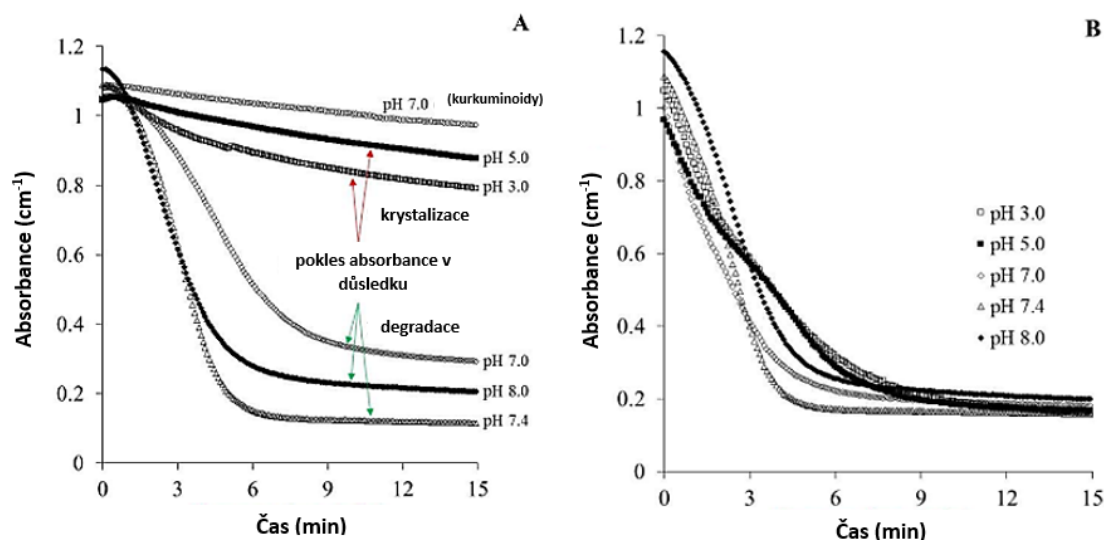 A
Absorbance (cm⁻¹)
1.2
1
0.8
0.6
0.4
0.2
0
pH 7.0 (kurkuminoidy)
pH 5.0
pH 3.0
krystalizace
pokles absorbance v
důsledku
degradace
pH 7.0
pH 8.0
pH 7.4
0 3 6 9 12 15
Čas (min)
B
Absorbance (cm⁻¹)
1.2
1
0.8
0.6
0.4
0.2
0
pH 3.0
pH 5.0
pH 7.0
pH 7.4
pH 8.0
0 3 6 9 12 15
Čas (min)